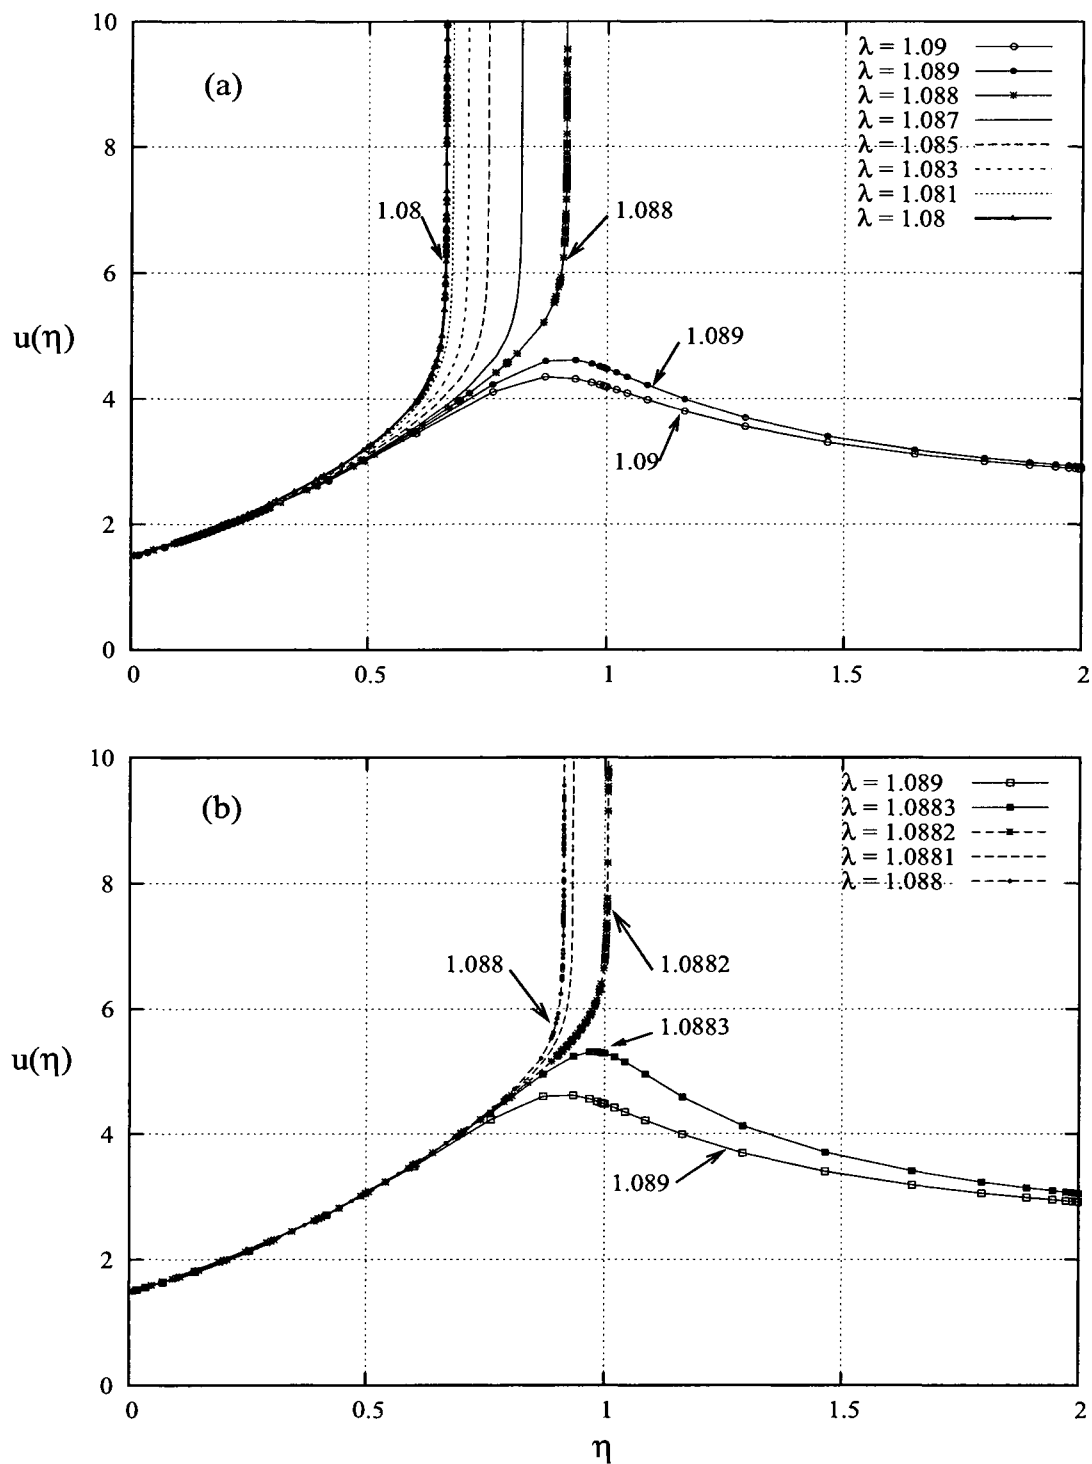 10
(a)
λ = 1.09
λ = 1.089
λ = 1.088
λ = 1.087
λ = 1.085
λ = 1.083
λ = 1.081
λ = 1.08
8
1.08
1.088
6
u(η)
1.089
4
1.09
2
0
0 0.5 1 1.5 2
10
(b)
λ = 1.089
λ = 1.0883
λ = 1.0882
λ = 1.0881
λ = 1.088
8
1.088
1.0882
6
1.0883
u(η)
4
1.089
2
0
0 0.5 1 1.5 2
η